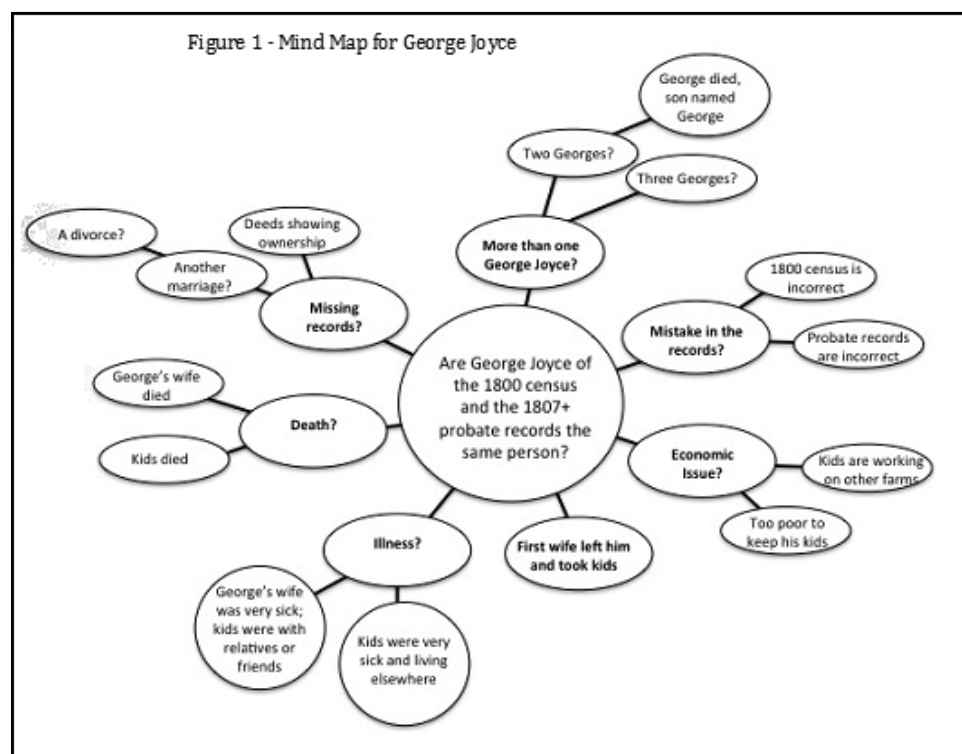 Figure 1 - Mind Map for George Joyce
George died,
son named
George
Two Georges?
Three Georges?
More than one
George Joyce?
A divorce?
Deeds showing
ownership
Another
marriage?
Missing
records?
1800 census is
incorrect
Mistake in the
records?
Probate records
are incorrect
Are George Joyce of
the 1800 census
and the 1807+
probate records the
same person?
George's wife
died
Death?
Kids died
Economic
Issue?
Kids are working
on other farms
Too poor to
keep his kids
Illness?
First wife left him
and took kids
George's wife
was very sick;
kids were with
relatives or
friends
Kids were very
sick and living
elsewhere